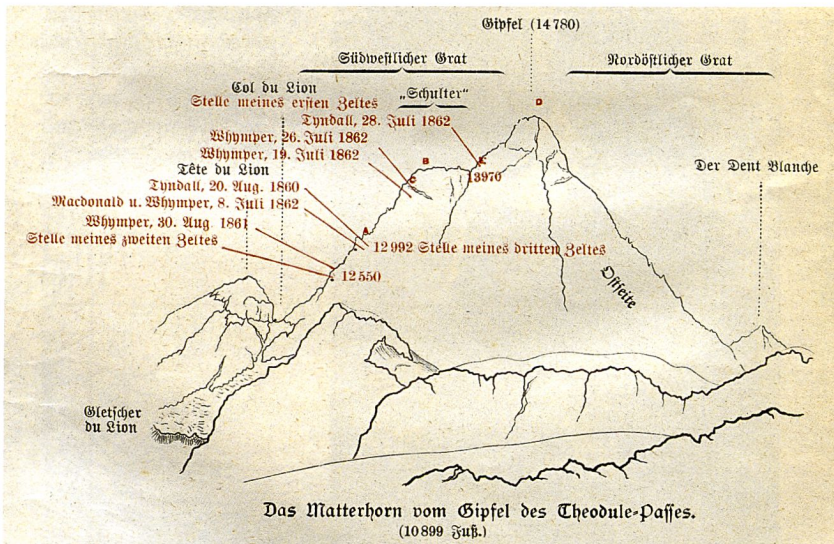 Gipfel (14780)
Südwestlicher Grat
Nordöstlicher Grat
Col du Lion
Stelle meines ersten Zeltes
„Schulter“
Tyndall, 28. Juli 1862
D
Whymper, 26. Juli 1862
Whymper, 19. Juli 1862
B
E
C
13970
Tête du Lion
Der Dent Blanche
Tyndall, 20. Aug. 1860
Macdonald u. Whymper, 8. Juli 1862
Whymper, 30. Aug. 1861
A
Stelle meines zweiten Zeltes
12992 Stelle meines dritten Zeltes
12550
Ostseite
Gletscher
du Lion
Das Matterhorn vom Gipfel des Theodule-Passes.
(10899 Fuß.)